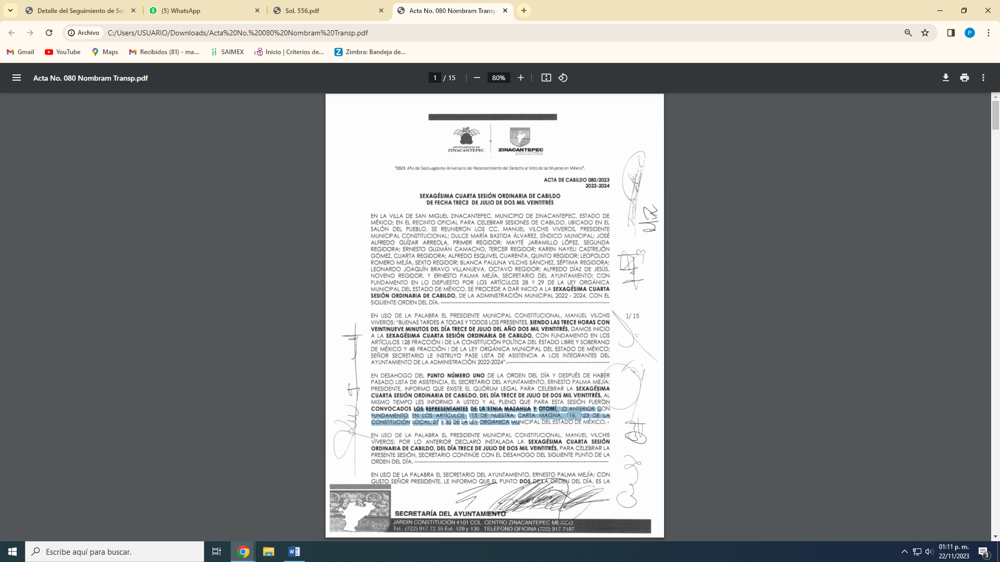 Detalle del Seguimiento de Sol
(5) WhatsApp
Sol. 556.pdf
Acta No. 080 Nombram Transp
Archivo
C:/Users/USUARIO/Downloads/Acta%20No.%20080%20Nombram%20Transp.pdf
P
Gmail
YouTube
Maps
Recibidos (81) - ma...
SAIMEX
Inicio | Criterios de...
Zimbra: Bandeja de...
Acta No. 080 Nombram Transp.pdf
1 / 15
80%
AYUNTAMIENTO DE
ZINACANTEPEC
ZINACANTEPEC
"2023. Año del Septuagésimo Aniversario del Reconocimiento del Derecho al Voto de las Mujeres en México".
ACTA DE CABILDO 080/2023
2022-2024
SEXAGÉSIMA CUARTA SESIÓN ORDINARIA DE CABILDO
DE FECHA TRECE DE JULIO DE DOS MIL VEINTITRÉS
EN LA VILLA DE SAN MIGUEL ZINACANTEPEC, MUNICIPIO DE ZINACANTEPEC, ESTADO DE
MÉXICO; EN EL RECINTO OFICIAL PARA CELEBRAR SESIONES DE CABILDO, UBICADO EN EL
SALÓN DEL PUEBLO, SE REUNIERON LOS CC. MANUEL VILCHIS VIVEROS, PRESIDENTE
MUNICIPAL CONSTITUCIONAL; DULCE MARÍA BASTIDA ÁLVAREZ, SÍNDICO MUNICIPAL; JOSÉ
ALFREDO GUÍZAR ARREOLA, PRIMER REGIDOR; MAYTÉ JARAMILLO LÓPEZ, SEGUNDA
REGIDORA; ERNESTO GUZMÁN CAMACHO, TERCER REGIDOR; KAREN NAYELI CASTREJÓN
GÓMEZ, CUARTA REGIDORA; ALFREDO ESQUIVEL CUARENTA, QUINTO REGIDOR; LEOPOLDO
ROMERO MEJÍA, SEXTO REGIDOR; BLANCA PAULINA VILCHIS SÁNCHEZ, SÉPTIMA REGIDORA;
LEONARDO JOAQUÍN BRAVO VILLANUEVA, OCTAVO REGIDOR; ALFREDO DÍAZ DE JESÚS,
NOVENO REGIDOR, Y ERNESTO PALMA MEJÍA, SECRETARIO DEL AYUNTAMIENTO; CON
FUNDAMENTO EN LO DISPUESTO POR LOS ARTÍCULOS 28 Y 29 DE LA LEY ORGÁNICA
MUNICIPAL DEL ESTADO DE MÉXICO, SE PROCEDE A DAR INICIO A LA SEXAGÉSIMA CUARTA
SESIÓN ORDINARIA DE CABILDO, DE LA ADMINISTRACIÓN MUNICIPAL 2022 - 2024, CON EL
SIGUIENTE ORDEN DEL DÍA. ---
EN USO DE LA PALABRA EL PRESIDENTE MUNICIPAL CONSTITUCIONAL, MANUEL VILCHIS
VIVEROS; "BUENAS TARDES A TODAS Y TODOS LOS PRESENTES, SIENDO LAS TRECE HORAS CON
VEINTINUEVE MINUTOS DEL DÍA TRECE DE JULIO DEL AÑO DOS MIL VEINTITRÉS, DAMOS INICIO
A LA SEXAGÉSIMA CUARTA SESIÓN ORDINARIA DE CABILDO, CON FUNDAMENTO EN LOS
ARTÍCULOS 128 FRACCIÓN I DE LA CONSTITUCIÓN POLÍTICA DEL ESTADO LIBRE Y SOBERANO
DE MÉXICO Y 48 FRACCIÓN I DE LA LEY ORGÁNICA MUNICIPAL DEL ESTADO DE MÉXICO;
SEÑOR SECRETARIO LE INSTRUYO PASE LISTA DE ASISTENCIA A LOS INTEGRANTES DEL
AYUNTAMIENTO DE LA ADMINISTRACIÓN 2022-2024".---
1/ 15
EN DESAHOGO DEL PUNTO NÚMERO UNO DE LA ORDEN DEL DÍA Y DESPUÉS DE HABER
PASADO LISTA DE ASISTENCIA, EL SECRETARIO DEL AYUNTAMIENTO, ERNESTO PALMA MEJÍA;
PRESIDENTE, INFORMO QUE EXISTE EL QUÓRUM LEGAL PARA CELEBRAR LA SEXAGÉSIMA
CUARTA SESIÓN ORDINARIA DE CABILDO, DEL DÍA TRECE DE JULIO DE DOS MIL VEINTITRÉS. AL
MISMO TIEMPO LES INFORMO A USTED Y AL PLENO QUE PARA ESTA SESIÓN FUERON
CONVOCADOS LOS REPRESENTANTES DE LA ETNIA MAZAHUA Y OTOMÍ, LO ANTERIOR CON
FUNDAMENTO EN LOS ARTÍCULOS 115 DE NUESTRA CARTA MAGNA, 116, 123 DE LA
CONSTITUCIÓN LOCAL, 27 Y 30 DE LA LEY ORGÁNICA MUNICIPAL DEL ESTADO DE MÉXICO. -
EN USO DE LA PALABRA EL PRESIDENTE MUNICIPAL CONSTITUCIONAL, MANUEL VILCHIS
VIVEROS; POR LO ANTERIOR DECLARO INSTALADA LA SEXAGÉSIMA CUARTA SESIÓN
ORDINARIA DE CABILDO, DEL DÍA TRECE DE JULIO DE DOS MIL VEINTITRÉS, PARA CELEBRAR LA
PRESENTE SESIÓN, SECRETARIO CONTINÚE CON EL DESAHOGO DEL SIGUIENTE PUNTO DE LA
ORDEN DEL DÍA. ---
EN USO DE LA PALABRA EL SECRETARIO DEL AYUNTAMIENTO, ERNESTO PALMA MEJÍA; CON
GUSTO SEÑOR PRESIDENTE, LE INFORMO QUE EL PUNTO DOS DE LA ORDEN DEL DÍA, ES LA
SECRETARÍA DEL AYUNTAMIENTO
JARDÍN CONSTITUCIÓN #101 COL. CENTRO ZINACANTEPEC MÉXICO
Tel.: (722) 917 72 35 Ext. 129 y 130 TELÉFONO OFICINA (722) 917 7187
Escribe aquí para buscar.
01:11 p. m.
22/11/2023
3